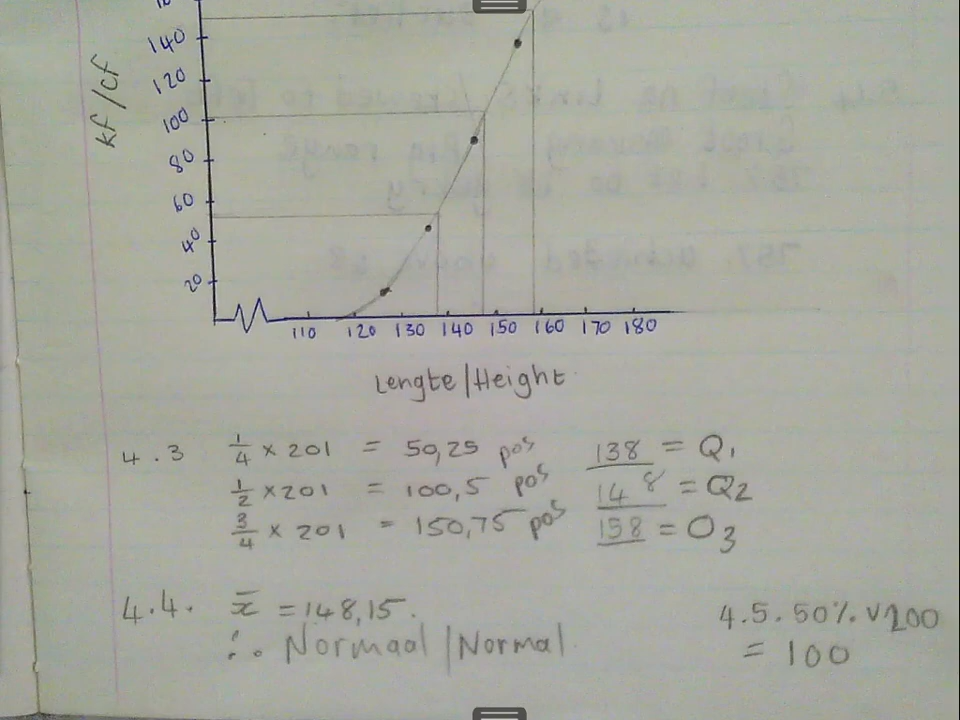 140
120
100
80
60
40
20
kf/cf
110 120 130 140 150 160 170 180
Lengte/Height
4.3 1/4 × 201 = 50,25 pos 138 = Q1
1/2 × 201 = 100,5 pos 148 = Q2
3/4 × 201 = 150,75 pos 158 = Q3
4.4. x̄ = 148,15.
∴ Normaal/Normal
4.5. 50% v 200
= 100